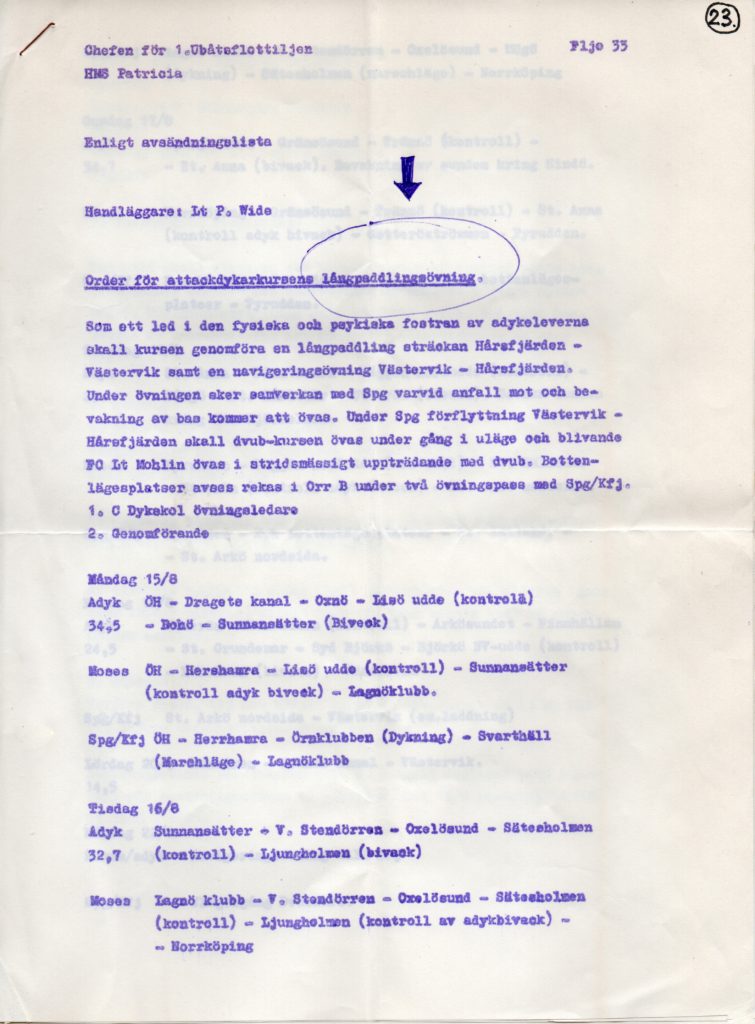 23.
Chefen för 1.Ubåtsflottiljen Fljo 33
HMS Patricia
Enligt avsändningslista
Handläggare: Lt P. Wide
Order för attackdykarkursens långpaddlingsövning.
Som ett led i den fysiska och psykiska fostran av adykeleverna
skall kursen genomföra en långpaddling sträckan Hårsfjärden -
Västervik samt en navigeringsövning Västervik - Hårsfjärden.
Under övningen sker samverkan med Spg varvid anfall mot och be-
vakning av bas kommer att övas. Under Spg förflyttning Västervik -
Hårsfjärden skall dvub-kursen övas under gång i uläge och blivande
FC Lt Mohlin övas i stridsmässigt uppträdande med dvub. Botten-
lägesplatser avses rekas i Orr B under två övningspass med Spg/Kfj.
1. C Dykskol övningsledare
2. Genomförande
Måndag 15/8
Adyk ÖH - Dragets kanal - Oxnö - Lisö udde (kontrolä)
34,5 - Bohö - Sunnansätter (Biveck)
Moses ÖH - Hershamra - Lisö udde (kontroll) - Sunnansätter
(kontroll adyk biveck) - Lagnöklubb.
Spg/Kfj ÖH - Herrhamra - Örnklubben (Dykning) - Svarthäll
(Marschläge) - Lagnöklubb
Tisdag 16/8
Adyk Sunnansätter - V. Stendörren - Oxelösund - Sätesholmen
32,7 (kontroll) - Ljungholmen (bivack)
Moses Lagnö klubb - V. Stendörren - Oxelösund - Sätesholmen
(kontroll) - Ljungholmen (kontroll av adykbivack) -
- Norrköping